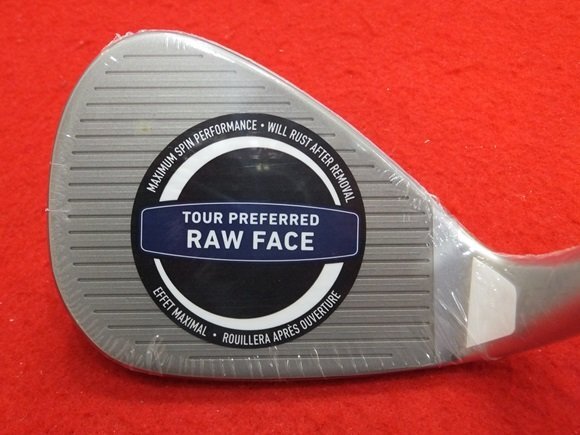 MAXIMUM SPIN PERFORMANCE • WILL RUST AFTER REMOVAL
TOUR PREFERRED
RAW FACE
EFFET MAXIMAL • ROUILLERA APRÈS OUVERTURE